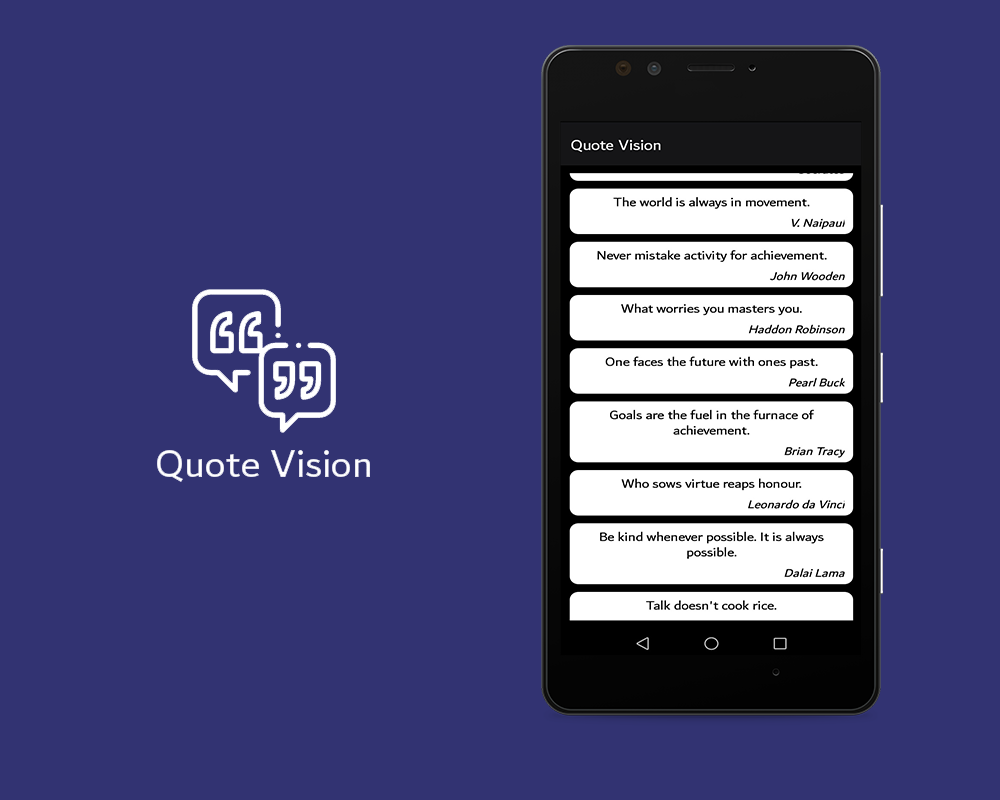 Quote Vision
Quote Vision
The world is always in movement.
V. Naipaul
Never mistake activity for achievement.
John Wooden
What worries you masters you.
Haddon Robinson
One faces the future with ones past.
Pearl Buck
Goals are the fuel in the furnace of
achievement.
Brian Tracy
Who sows virtue reaps honour.
Leonardo da Vinci
Be kind whenever possible. It is always
possible.
Dalai Lama
Talk doesn't cook rice.